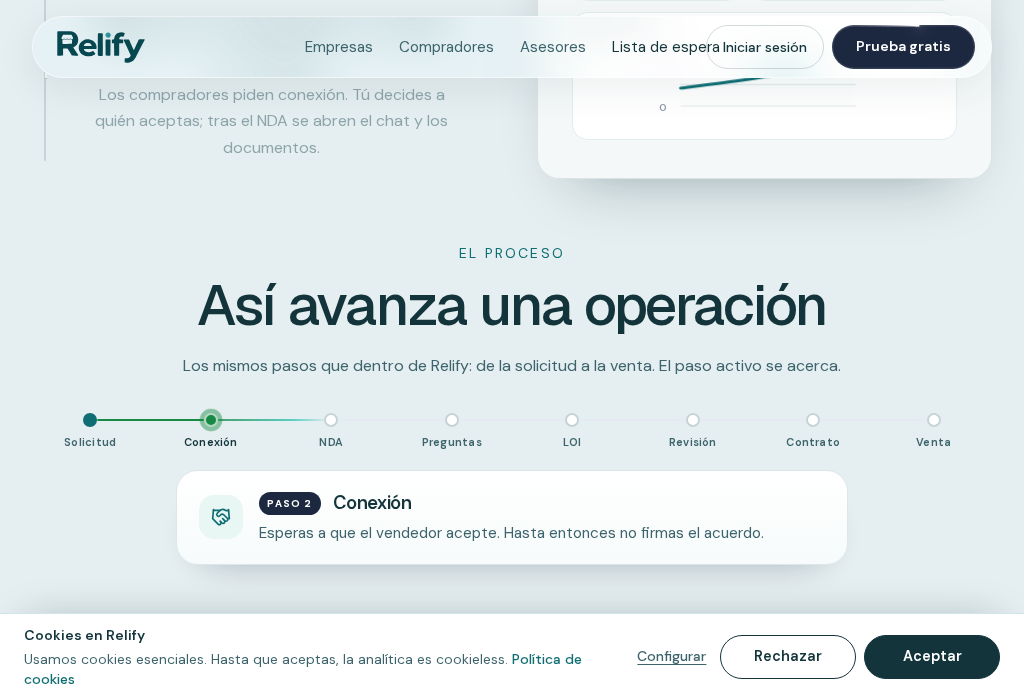 Relify
Empresas
Compradores
Asesores
Lista de espera
Iniciar sesión
Prueba gratis
Los compradores piden conexión. Tú decides a
quién aceptas; tras el NDA se abren el chat y los
documentos.
0
EL PROCESO
Así avanza una operación
Los mismos pasos que dentro de Relify: de la solicitud a la venta. El paso activo se acerca.
Solicitud
Conexión
NDA
Preguntas
LOI
Revisión
Contrato
Venta
PASO 2
Conexión
Esperas a que el vendedor acepte. Hasta entonces no firmas el acuerdo.
Cookies en Relify
Usamos cookies esenciales. Hasta que aceptas, la analítica es cookieless. Política de
cookies
Configurar
Rechazar
Aceptar